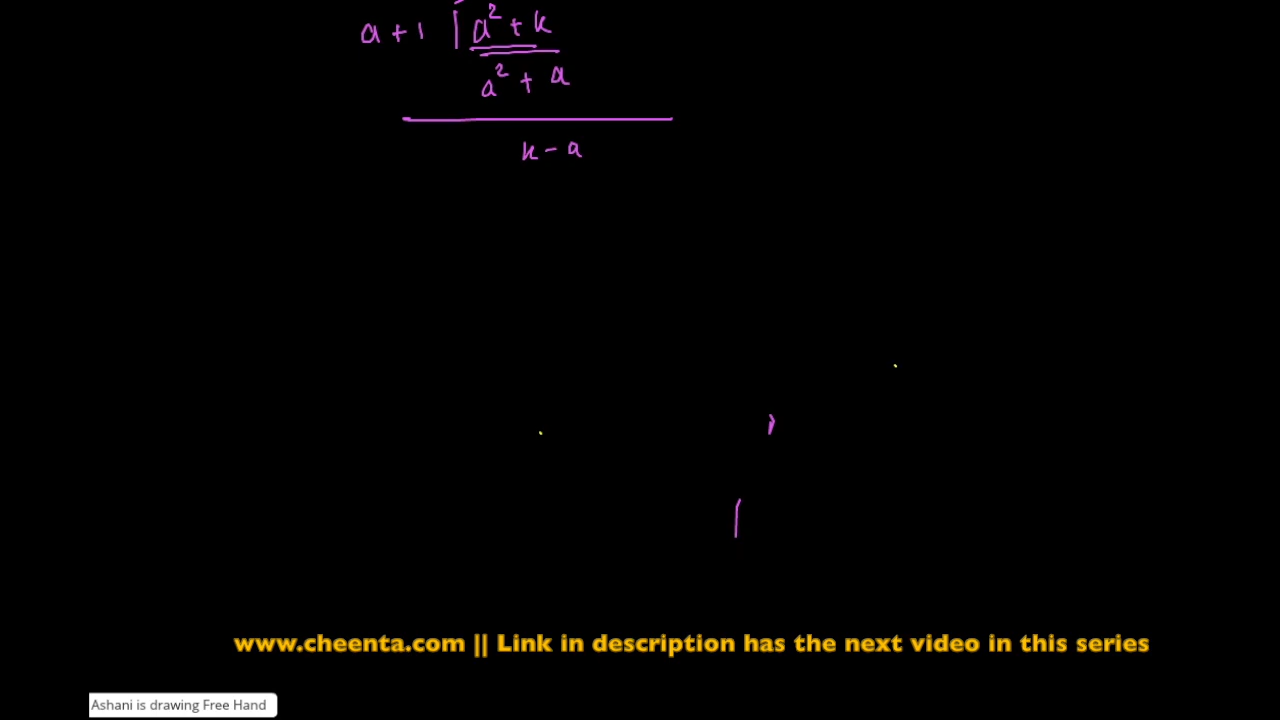 a + 1 | a² + k
a² + a
k - a
www.cheenta.com || Link in description has the next video in this series
Ashani is drawing Free Hand